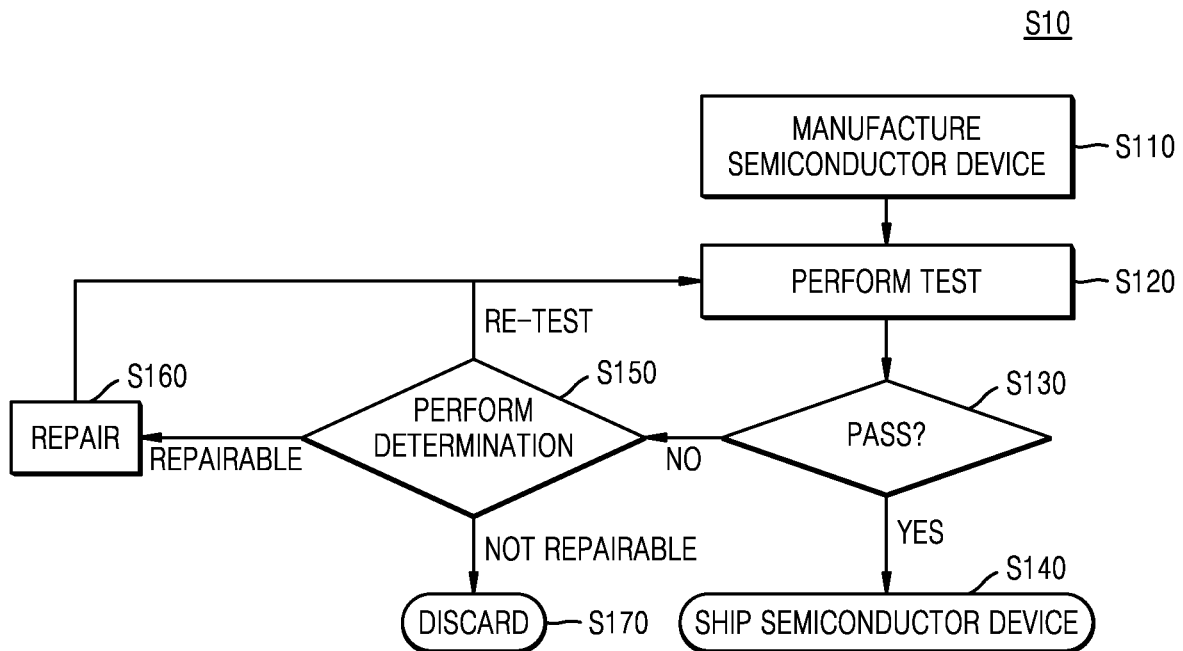 S10
MANUFACTURE
SEMICONDUCTOR DEVICE
S110
PERFORM TEST
S120
RE-TEST
S160
S150
S130
REPAIR
REPAIRABLE
PERFORM
DETERMINATION
NO
PASS?
NOT REPAIRABLE
YES
S140
DISCARD
S170
SHIP SEMICONDUCTOR DEVICE